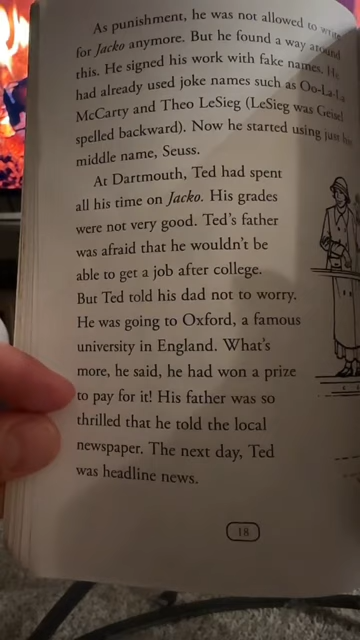 As punishment, he was not allowed to write
for Jacko anymore. But he found a way around
this. He signed his work with fake names. He
had already used joke names such as Oo-La-La
McCarty and Theo LeSieg (LeSieg was Geisel
spelled backward). Now he started using just his
middle name, Seuss.
At Dartmouth, Ted had spent
all his time on Jacko. His grades
were not very good. Ted's father
was afraid that he wouldn't be
able to get a job after college.
But Ted told his dad not to worry.
He was going to Oxford, a famous
university in England. What's
more, he said, he had won a prize
to pay for it! His father was so
thrilled that he told the local
newspaper. The next day, Ted
was headline news.
18